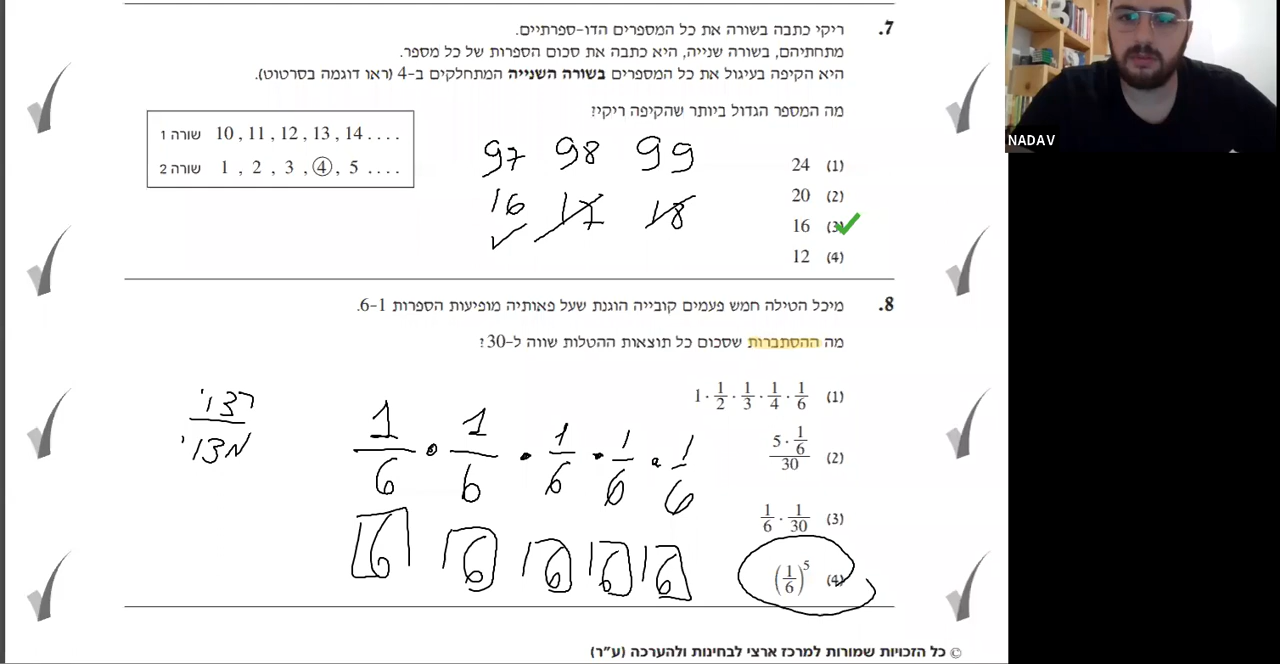 7. ריקי כתבה בשורה את כל המספרים הדו-ספרתיים.
מתחתיהם, בשורה שנייה, היא כתבה את סכום הספרות של כל מספר.
היא הקיפה בעיגול את כל המספרים בשורה השנייה המתחלקים ב-4 (ראו דוגמה בסרטוט).
מה המספר הגדול ביותר שהקיפה ריקי?
שורה 1 10 , 11 , 12 , 13 , 14 . . . .
שורה 2 1 , 2 , 3 , 4 , 5 . . . .
97 98 99
16 17 18
(1) 24
(2) 20
(3) 16
(4) 12
8. מיכל הטילה חמש פעמים קובייה הוגנת שעל פאותיה מופיעות הספרות 1-6.
מה ההסתברות שסכום כל תוצאות ההטלות שווה ל-30?
(1) 1 · 1/2 · 1/3 · 1/4 · 1/6
(2) (5 · 1/6)/30
(3) 1/6 · 1/30
(4) (1/6)^5
רצוי
מצוי
1/6 · 1/6 · 1/6 · 1/6 · 1/6
6 6 6 6 6
© כל הזכויות שמורות למרכז ארצי לבחינות ולהערכה (ע"ר)
NADAV